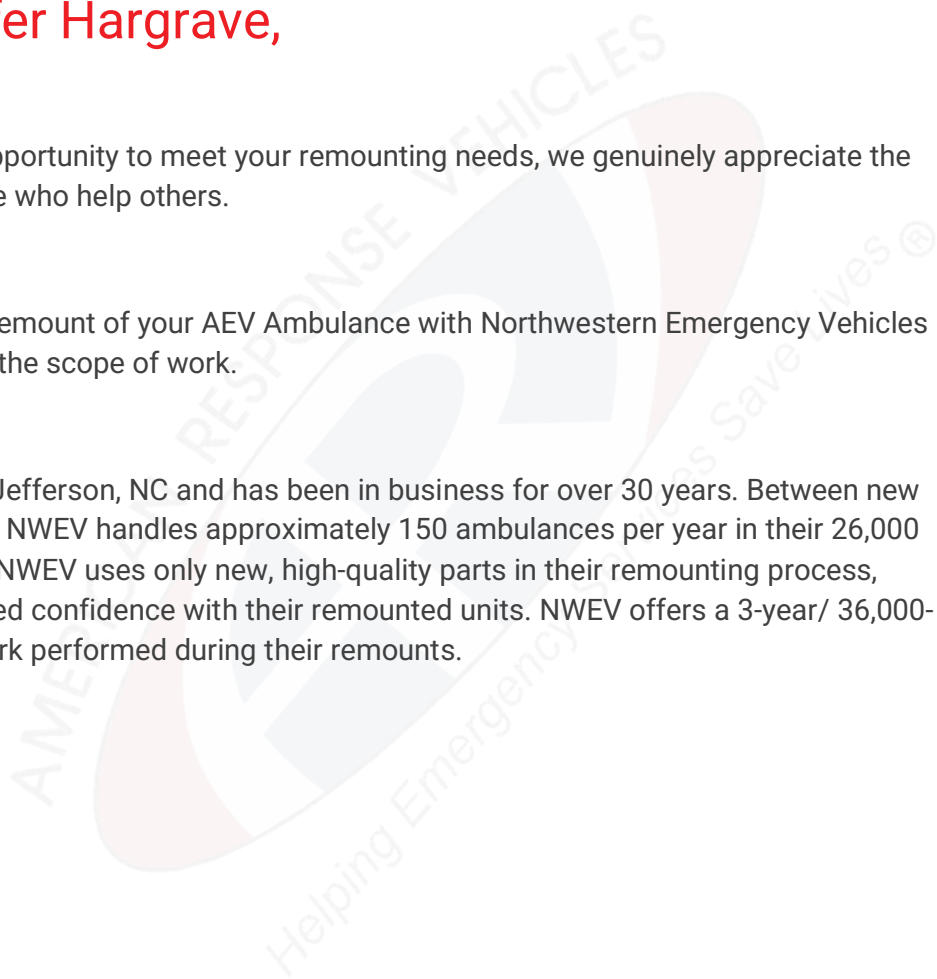 er Hargrave,
pportunity to meet your remounting needs, we genuinely appreciate the
e who help others.
emount of your AEV Ambulance with Northwestern Emergency Vehicles
the scope of work.
Jefferson, NC and has been in business for over 30 years. Between new
NWEV handles approximately 150 ambulances per year in their 26,000
NWEV uses only new, high-quality parts in their remounting process,
ed confidence with their remounted units. NWEV offers a 3-year/ 36,000-
rk performed during their remounts.
AMERICAN RESPONSE VEHICLES
Helping Emergency Services Save Lives ®